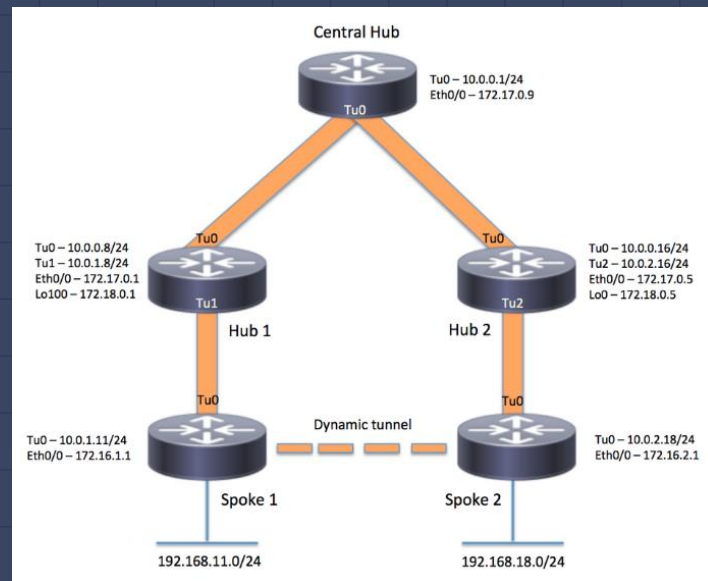 Central Hub
Tu0 – 10.0.0.1/24
Eth0/0 – 172.17.0.9
Tu0
Tu0
Tu0
Tu0 – 10.0.0.8/24
Tu1 – 10.0.1.8/24
Eth0/0 – 172.17.0.1
Lo100 – 172.18.0.1
Tu0 – 10.0.0.16/24
Tu2 – 10.0.2.16/24
Eth0/0 – 172.17.0.5
Lo0 – 172.18.0.5
Tu1
Tu2
Hub 1
Hub 2
Tu0
Tu0
Dynamic tunnel
Tu0 – 10.0.1.11/24
Eth0/0 – 172.16.1.1
Tu0 – 10.0.2.18/24
Eth0/0 – 172.16.2.1
Spoke 1
Spoke 2
192.168.11.0/24
192.168.18.0/24